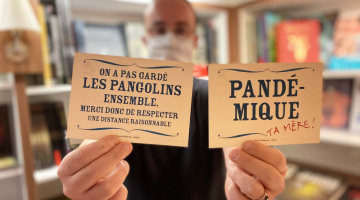 ON A PAS GARDÉ
LES PANGOLINS
ENSEMBLE.
MERCI DONC DE RESPECTER
UNE DISTANCE RAISONNABLE
PANDÉ-
MIQUE
TA MÈRE !